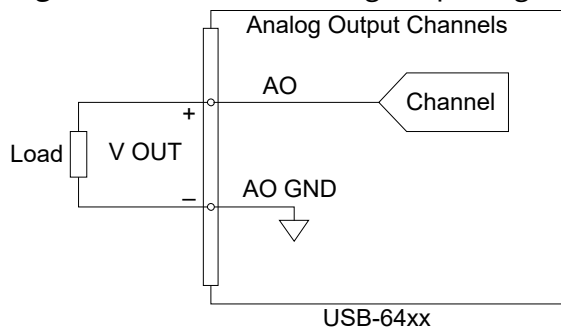 Analog Output Channels
AO
Channel
+
Load
V OUT
AO GND
–
USB-64xx